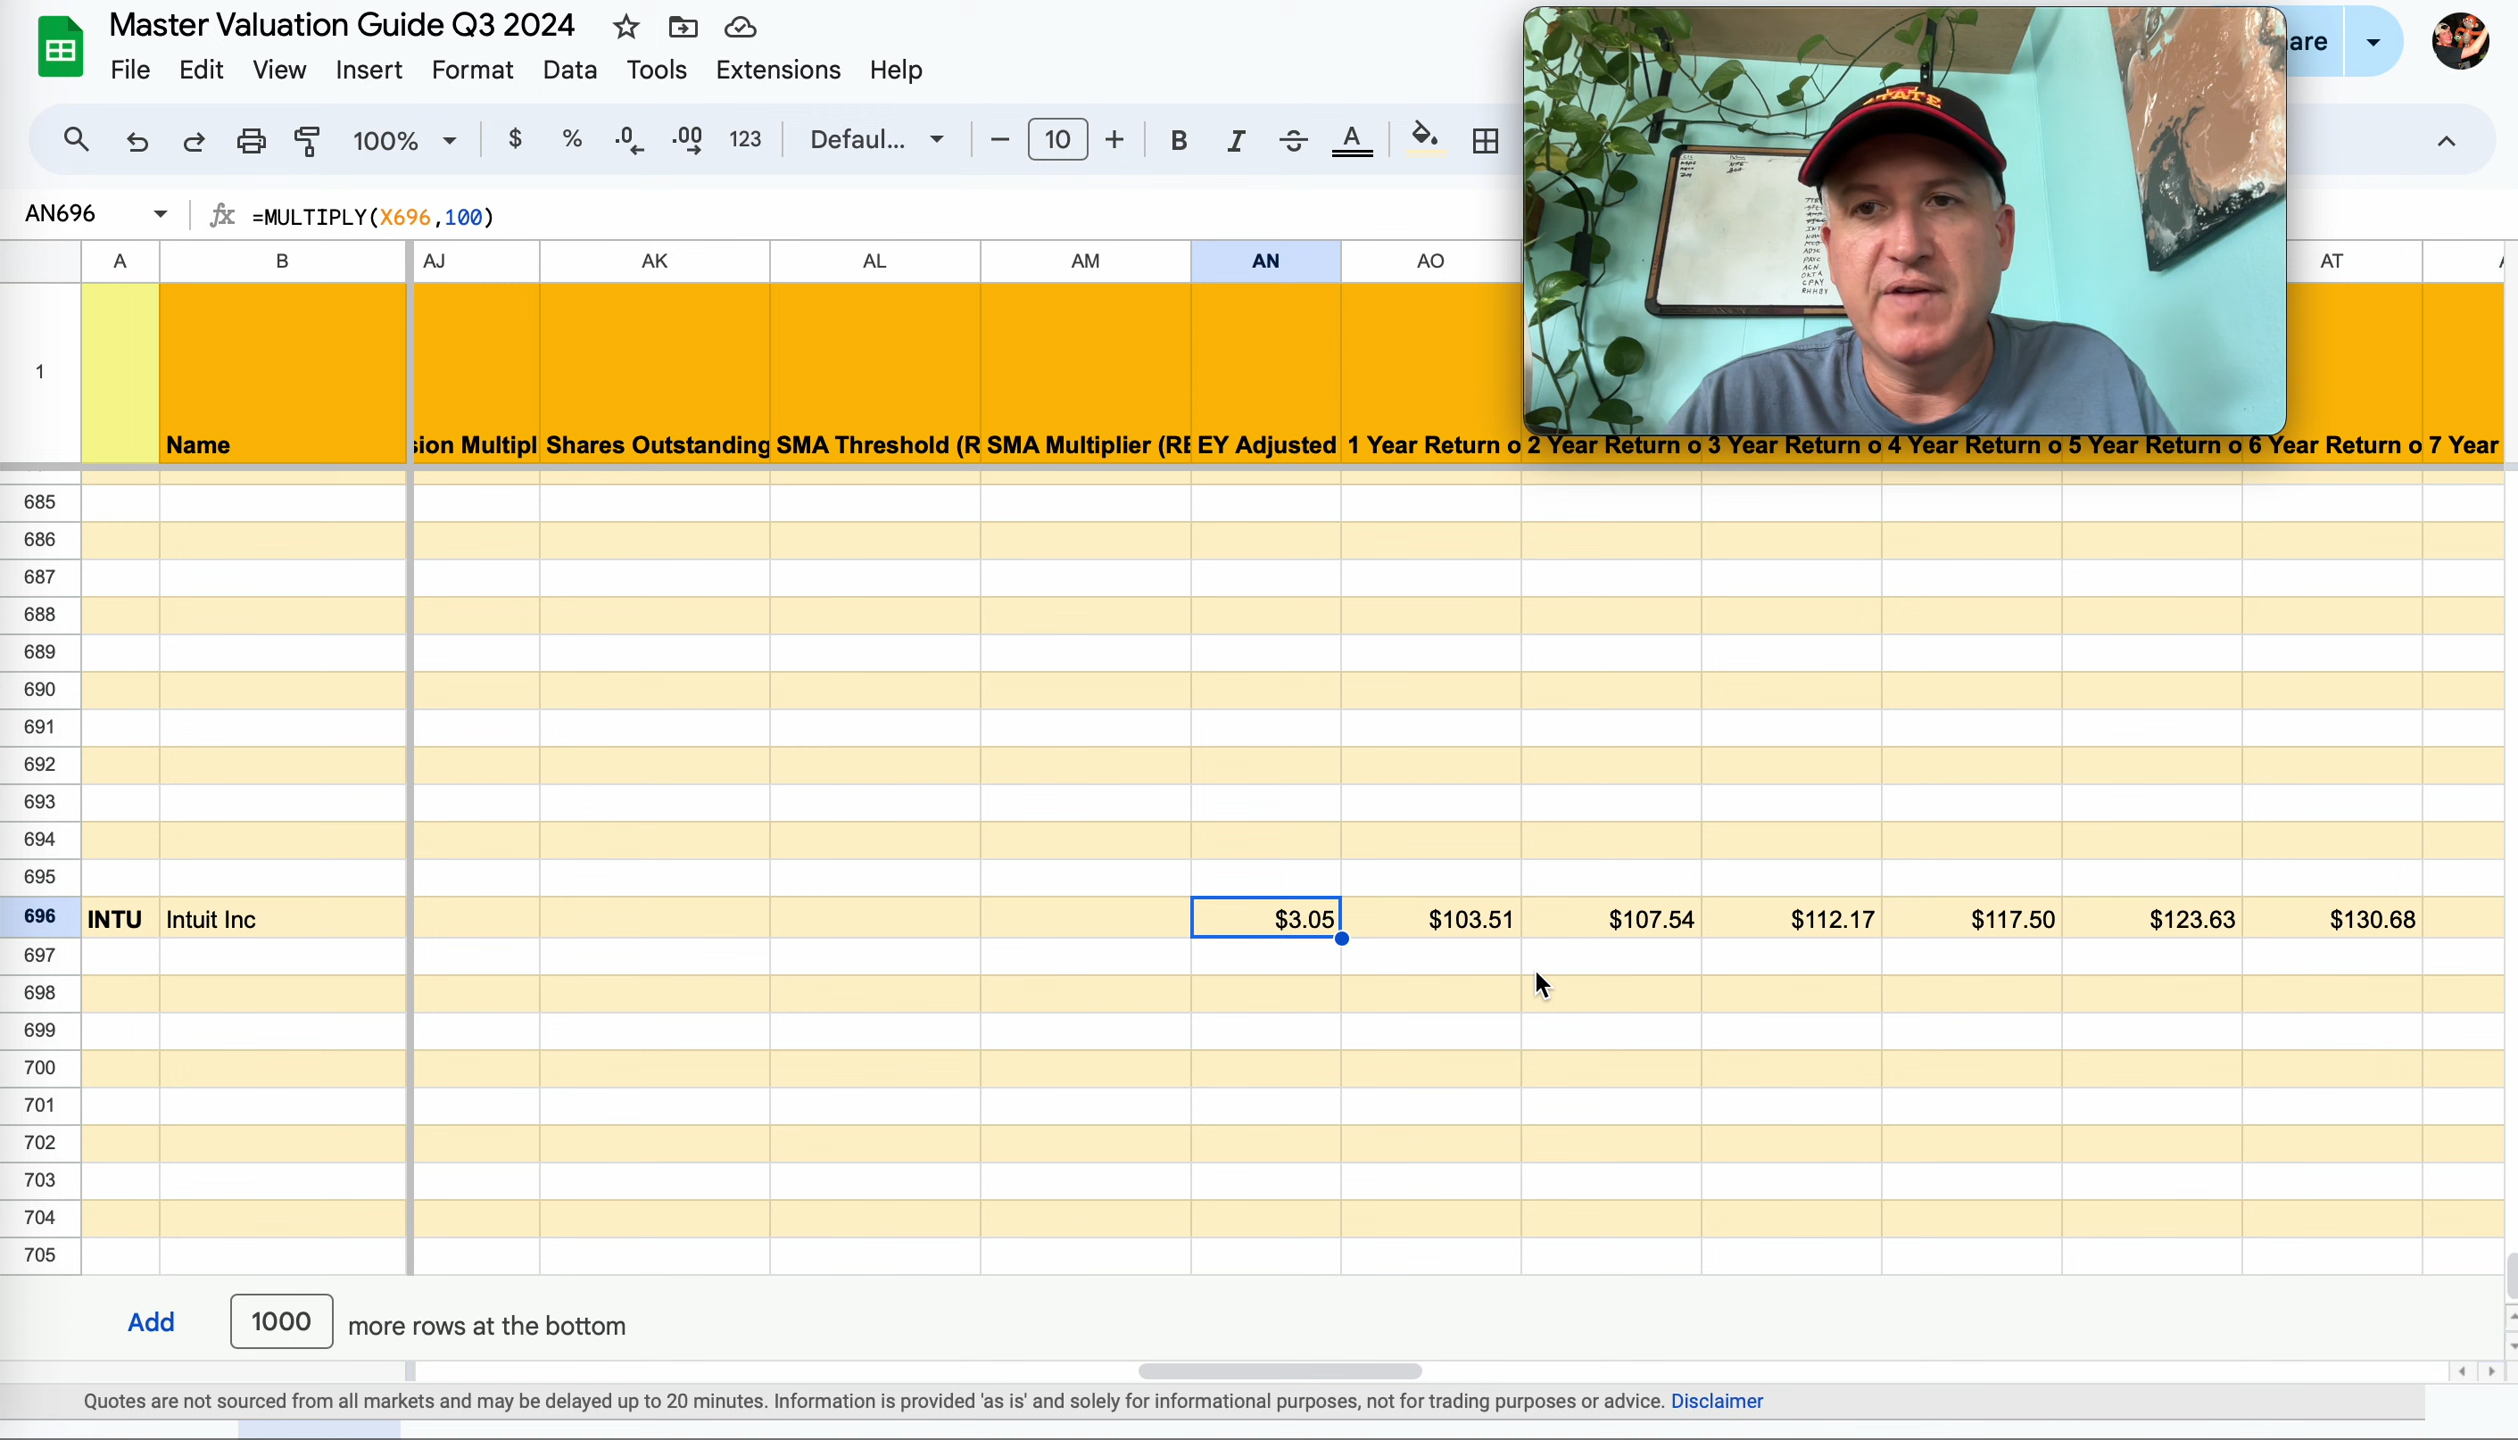 Master Valuation Guide Q3 2024
are
File Edit View Insert Format Data Tools Extensions Help
100% $ % .0 .00 123 Defaul... 10 B I S A
STATE
AN696 fx =MULTIPLY(X696,100)
A B AJ AK AL AM AN AO AT
1 Name sion Multipl Shares Outstanding SMA Threshold (R SMA Multiplier (RE EY Adjusted 1 Year Return o 2 Year Return o 3 Year Return o 4 Year Return o 5 Year Return o 6 Year Return o 7 Year
685
686
687
688
689
690
691
692
693
694
695
696 INTU Intuit Inc $3.05 $103.51 $107.54 $112.17 $117.50 $123.63 $130.68
697
698
699
700
701
702
703
704
705
Add 1000 more rows at the bottom
Quotes are not sourced from all markets and may be delayed up to 20 minutes. Information is provided 'as is' and solely for informational purposes, not for trading purposes or advice. Disclaimer